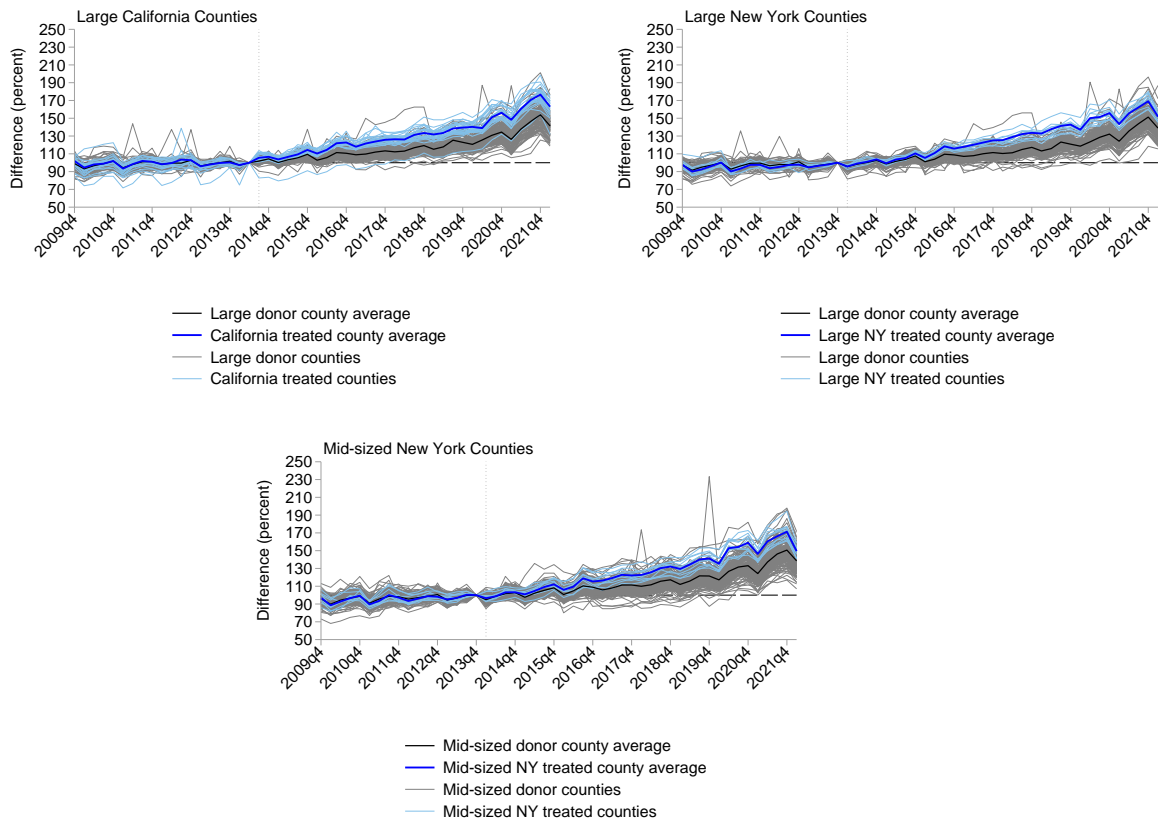 Large California Counties
Difference (percent)
250
230
210
190
170
150
130
110
90
70
50
2009q4
2010q4
2011q4
2012q4
2013q4
2014q4
2015q4
2016q4
2017q4
2018q4
2019q4
2020q4
2021q4
Large donor county average
California treated county average
Large donor counties
California treated counties
Large New York Counties
Difference (percent)
250
230
210
190
170
150
130
110
90
70
50
2009q4
2010q4
2011q4
2012q4
2013q4
2014q4
2015q4
2016q4
2017q4
2018q4
2019q4
2020q4
2021q4
Large donor county average
Large NY treated county average
Large donor counties
Large NY treated counties
Mid-sized New York Counties
Difference (percent)
250
230
210
190
170
150
130
110
90
70
50
2009q4
2010q4
2011q4
2012q4
2013q4
2014q4
2015q4
2016q4
2017q4
2018q4
2019q4
2020q4
2021q4
Mid-sized donor county average
Mid-sized NY treated county average
Mid-sized donor counties
Mid-sized NY treated counties